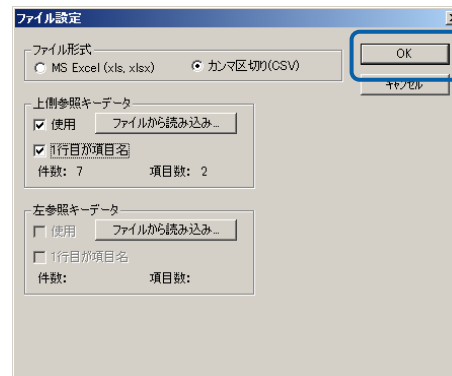 ファイル設定
ファイル形式
MS Excel (xls, xlsx)
カンマ区切り(CSV)
OK
キャンセル
上側参照キーデータ
使用
ファイルから読み込み...
1行目が項目名
件数: 7
項目数: 2
左参照キーデータ
使用
ファイルから読み込み...
1行目が項目名
件数:
項目数: